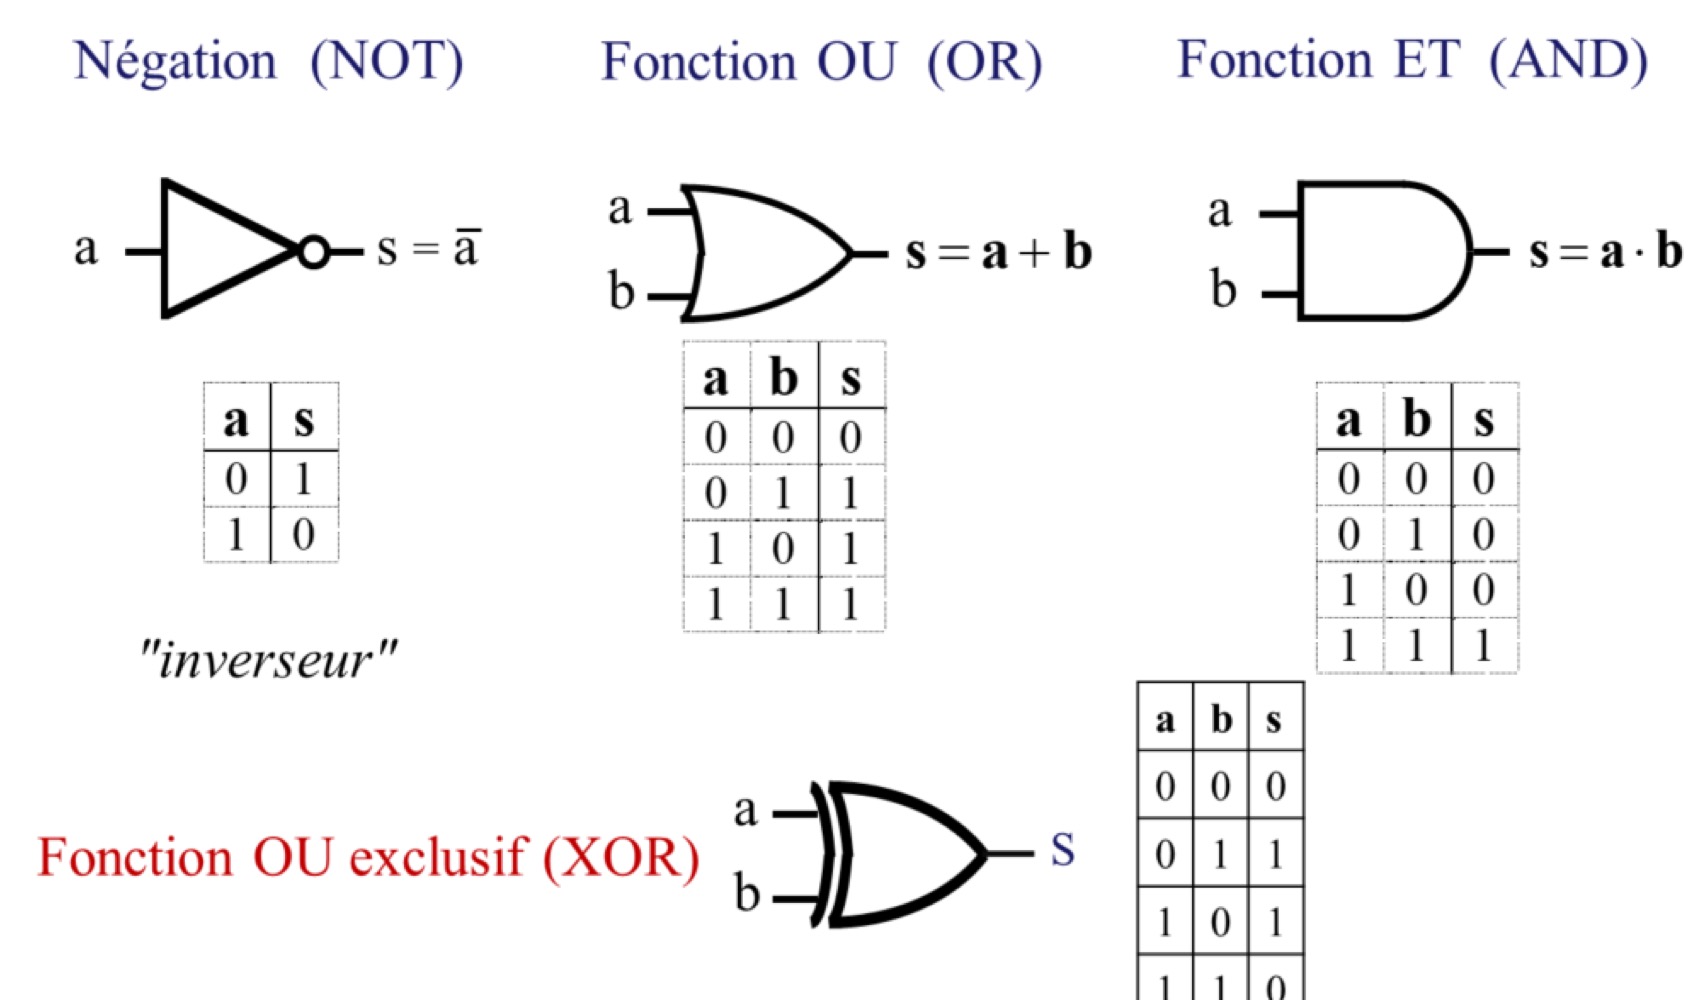 Négation (NOT)
a
s = a̅
a s
0 1
1 0
"inverseur"
Fonction OU (OR)
a
b
s = a + b
a b s
0 0 0
0 1 1
1 0 1
1 1 1
Fonction ET (AND)
a
b
s = a · b
a b s
0 0 0
0 1 0
1 0 0
1 1 1
Fonction OU exclusif (XOR)
a
b
S
a b s
0 0 0
0 1 1
1 0 1
1 1 0